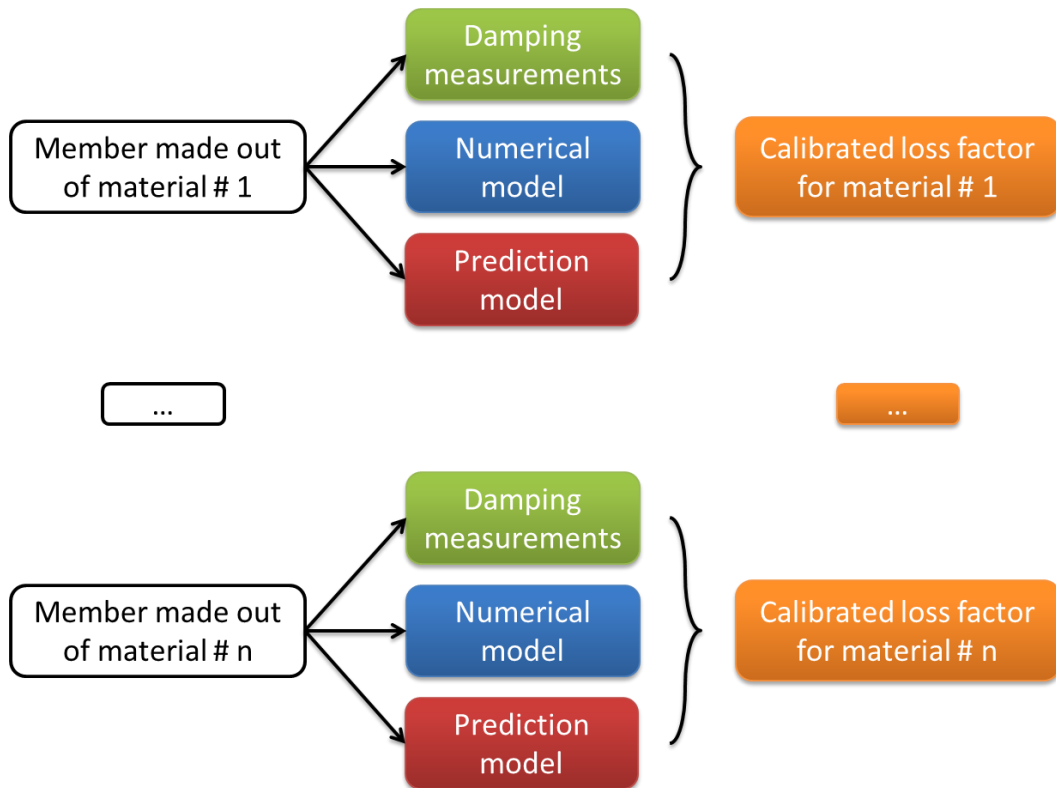 Damping
measurements
Member made out
of material # 1
Numerical
model
Calibrated loss factor
for material # 1
Prediction
model
...
...
Damping
measurements
Member made out
of material # n
Numerical
model
Calibrated loss factor
for material # n
Prediction
model